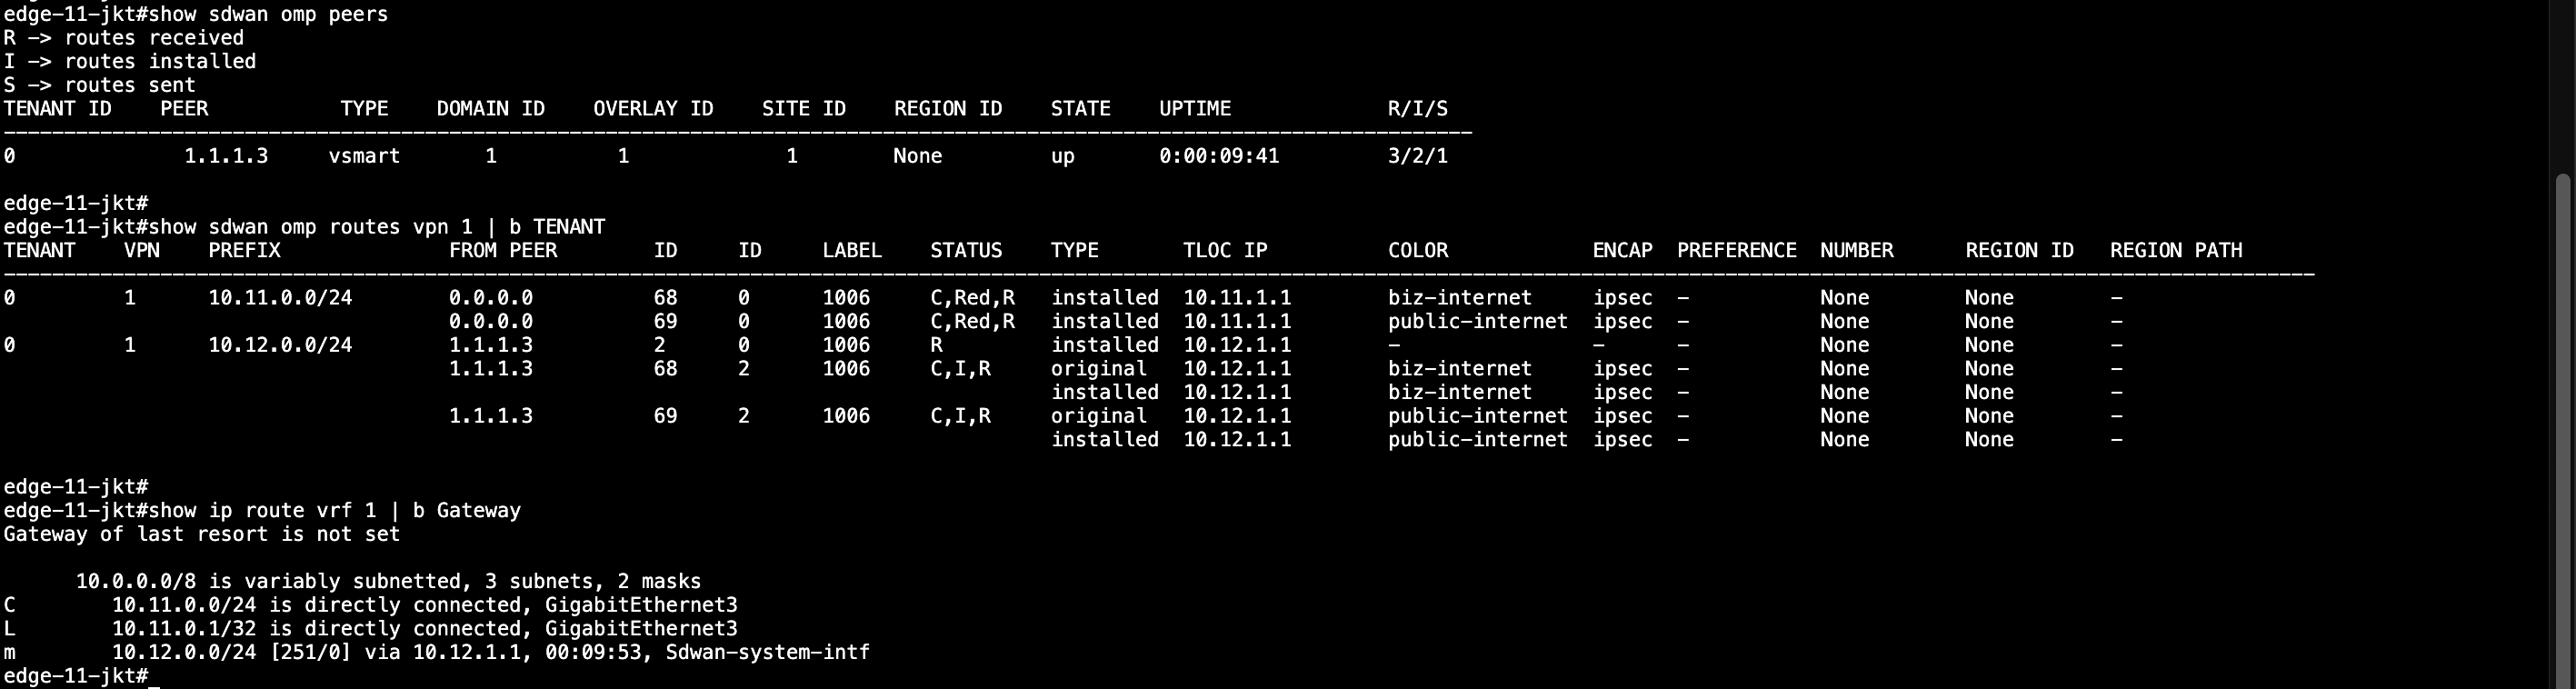 edge-11-jkt#show sdwan omp peers
R -> routes received
I -> routes installed
S -> routes sent
TENANT ID    PEER           TYPE    DOMAIN ID    OVERLAY ID    SITE ID    REGION ID    STATE    UPTIME             R/I/S
--------------------------------------------------------------------------------------------------------------------------
0              1.1.1.3     vsmart       1          1             1        None         up       0:00:09:41         3/2/1
edge-11-jkt#
edge-11-jkt#show sdwan omp routes vpn 1 | b TENANT
TENANT    VPN    PREFIX              FROM PEER        ID     ID     LABEL    STATUS    TYPE       TLOC IP          COLOR            ENCAP  PREFERENCE  NUMBER      REGION ID   REGION PATH
------------------------------------------------------------------------------------------------------------------------------------------------------------------------------------------------
0         1      10.11.0.0/24        0.0.0.0          68     0      1006     C,Red,R   installed  10.11.1.1        biz-internet     ipsec  -           None        None        -
                                     0.0.0.0          69     0      1006     C,Red,R   installed  10.11.1.1        public-internet  ipsec  -           None        None        -
0         1      10.12.0.0/24        1.1.1.3          2      0      1006     R         installed  10.12.1.1        -                -      -           None        None        -
                                     1.1.1.3          68     2      1006     C,I,R     original   10.12.1.1        biz-internet     ipsec  -           None        None        -
                                                                                       installed  10.12.1.1        biz-internet     ipsec  -           None        None        -
                                     1.1.1.3          69     2      1006     C,I,R     original   10.12.1.1        public-internet  ipsec  -           None        None        -
                                                                                       installed  10.12.1.1        public-internet  ipsec  -           None        None        -
edge-11-jkt#
edge-11-jkt#show ip route vrf 1 | b Gateway
Gateway of last resort is not set
      10.0.0.0/8 is variably subnetted, 3 subnets, 2 masks
C        10.11.0.0/24 is directly connected, GigabitEthernet3
L        10.11.0.1/32 is directly connected, GigabitEthernet3
m        10.12.0.0/24 [251/0] via 10.12.1.1, 00:09:53, Sdwan-system-intf
edge-11-jkt#